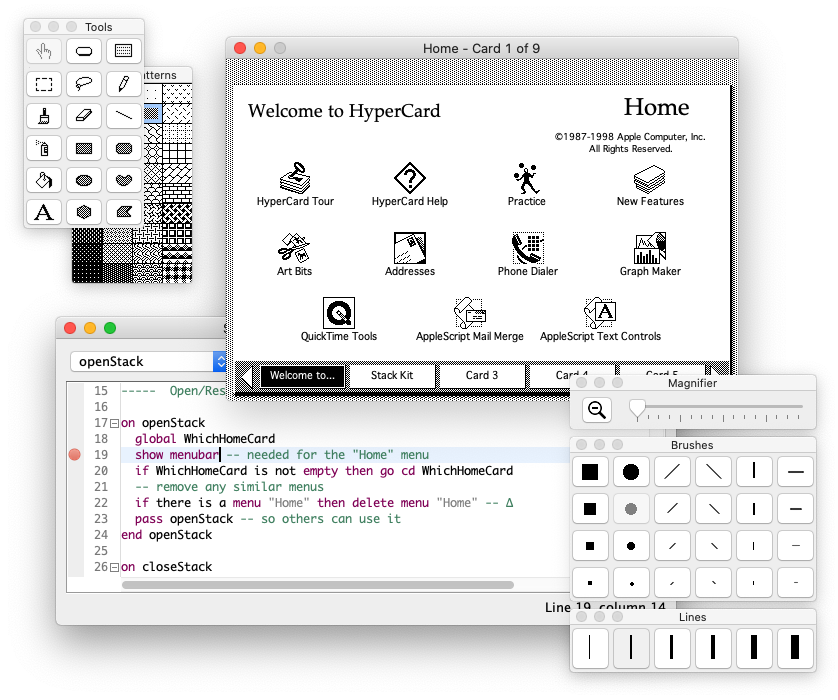 Tools
tterns
A
Home - Card 1 of 9
Welcome to HyperCard
Home
©1987-1998 Apple Computer, Inc.
All Rights Reserved.
HyperCard Tour
HyperCard Help
Practice
New Features
Art Bits
Addresses
Phone Dialer
Graph Maker
QuickTime Tools
AppleScript Mail Merge
AppleScript Text Controls
Welcome to...
Stack Kit
Card 3
Card 4
Card 5
S
openStack
15 ----- Open/Res
16
17 on openStack
18 global WhichHomeCard
19 show menubar -- needed for the "Home" menu
20 if WhichHomeCard is not empty then go cd WhichHomeCard
21 -- remove any similar menus
22 if there is a menu "Home" then delete menu "Home" -- ∆
23 pass openStack -- so others can use it
24 end openStack
25
26 on closeStack
Line 19, column 14
Magnifier
Brushes
Lines